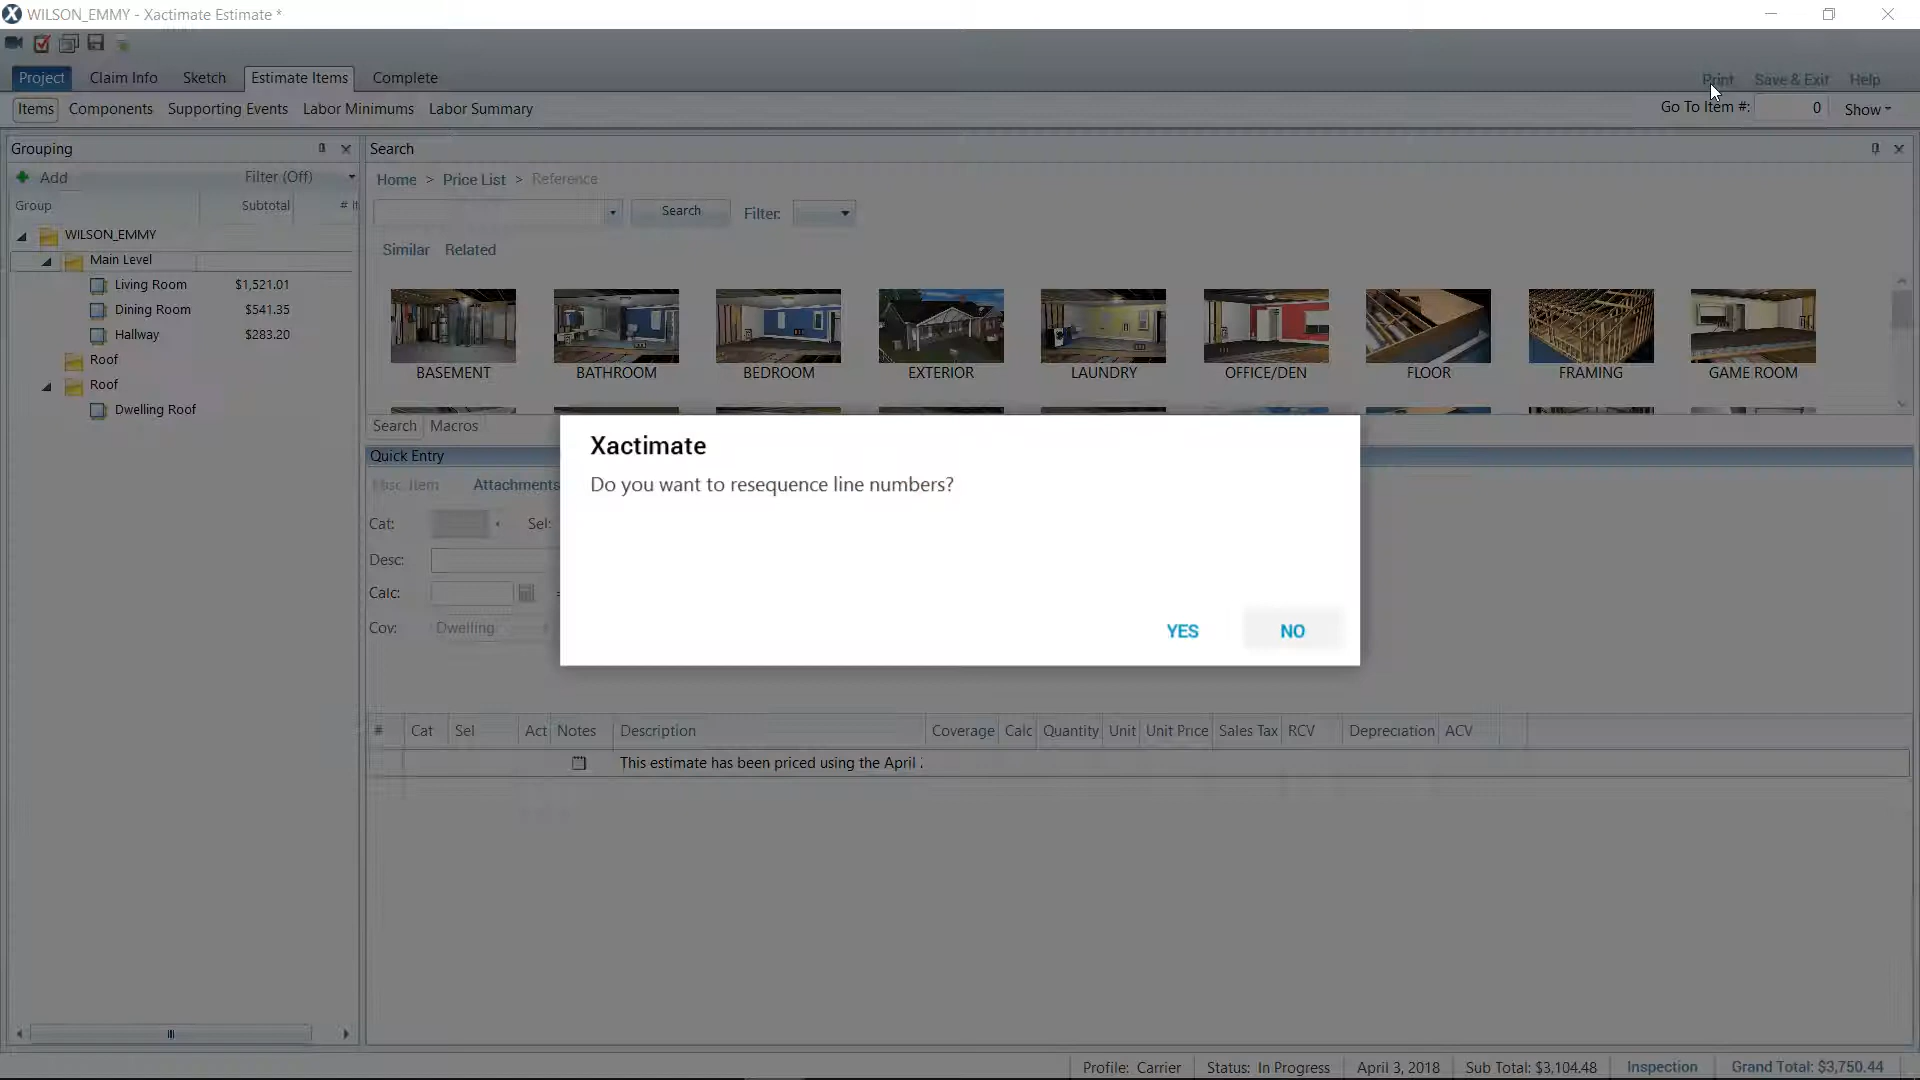 WILSON_EMMY - Xactimate Estimate *
Project Claim Info Sketch Estimate Items Complete
Print Save & Exit Help
Items Components Supporting Events Labor Minimums Labor Summary
Go To Item #: 0 Show
Grouping
Search
Add Filter (Off)
Home > Price List > Reference
Group Subtotal #
Search Filter:
WILSON_EMMY
Similar Related
Main Level
Living Room $1,521.01
Dining Room $541.35
Hallway $283.20
Roof
Roof
Dwelling Roof
BASEMENT BATHROOM BEDROOM EXTERIOR LAUNDRY OFFICE/DEN FLOOR FRAMING GAME ROOM
Search Macros
Quick Entry
Misc. Item Attachments
Cat: Sel:
Desc:
Calc: =
Cov: Dwelling
Xactimate
Do you want to resequence line numbers?
YES NO
# Cat Sel Act Notes Description Coverage Calc Quantity Unit Unit Price Sales Tax RCV Depreciation ACV
This estimate has been priced using the April
Profile: Carrier Status: In Progress April 3, 2018 Sub Total: $3,104.48 Inspection Grand Total: $3,750.44